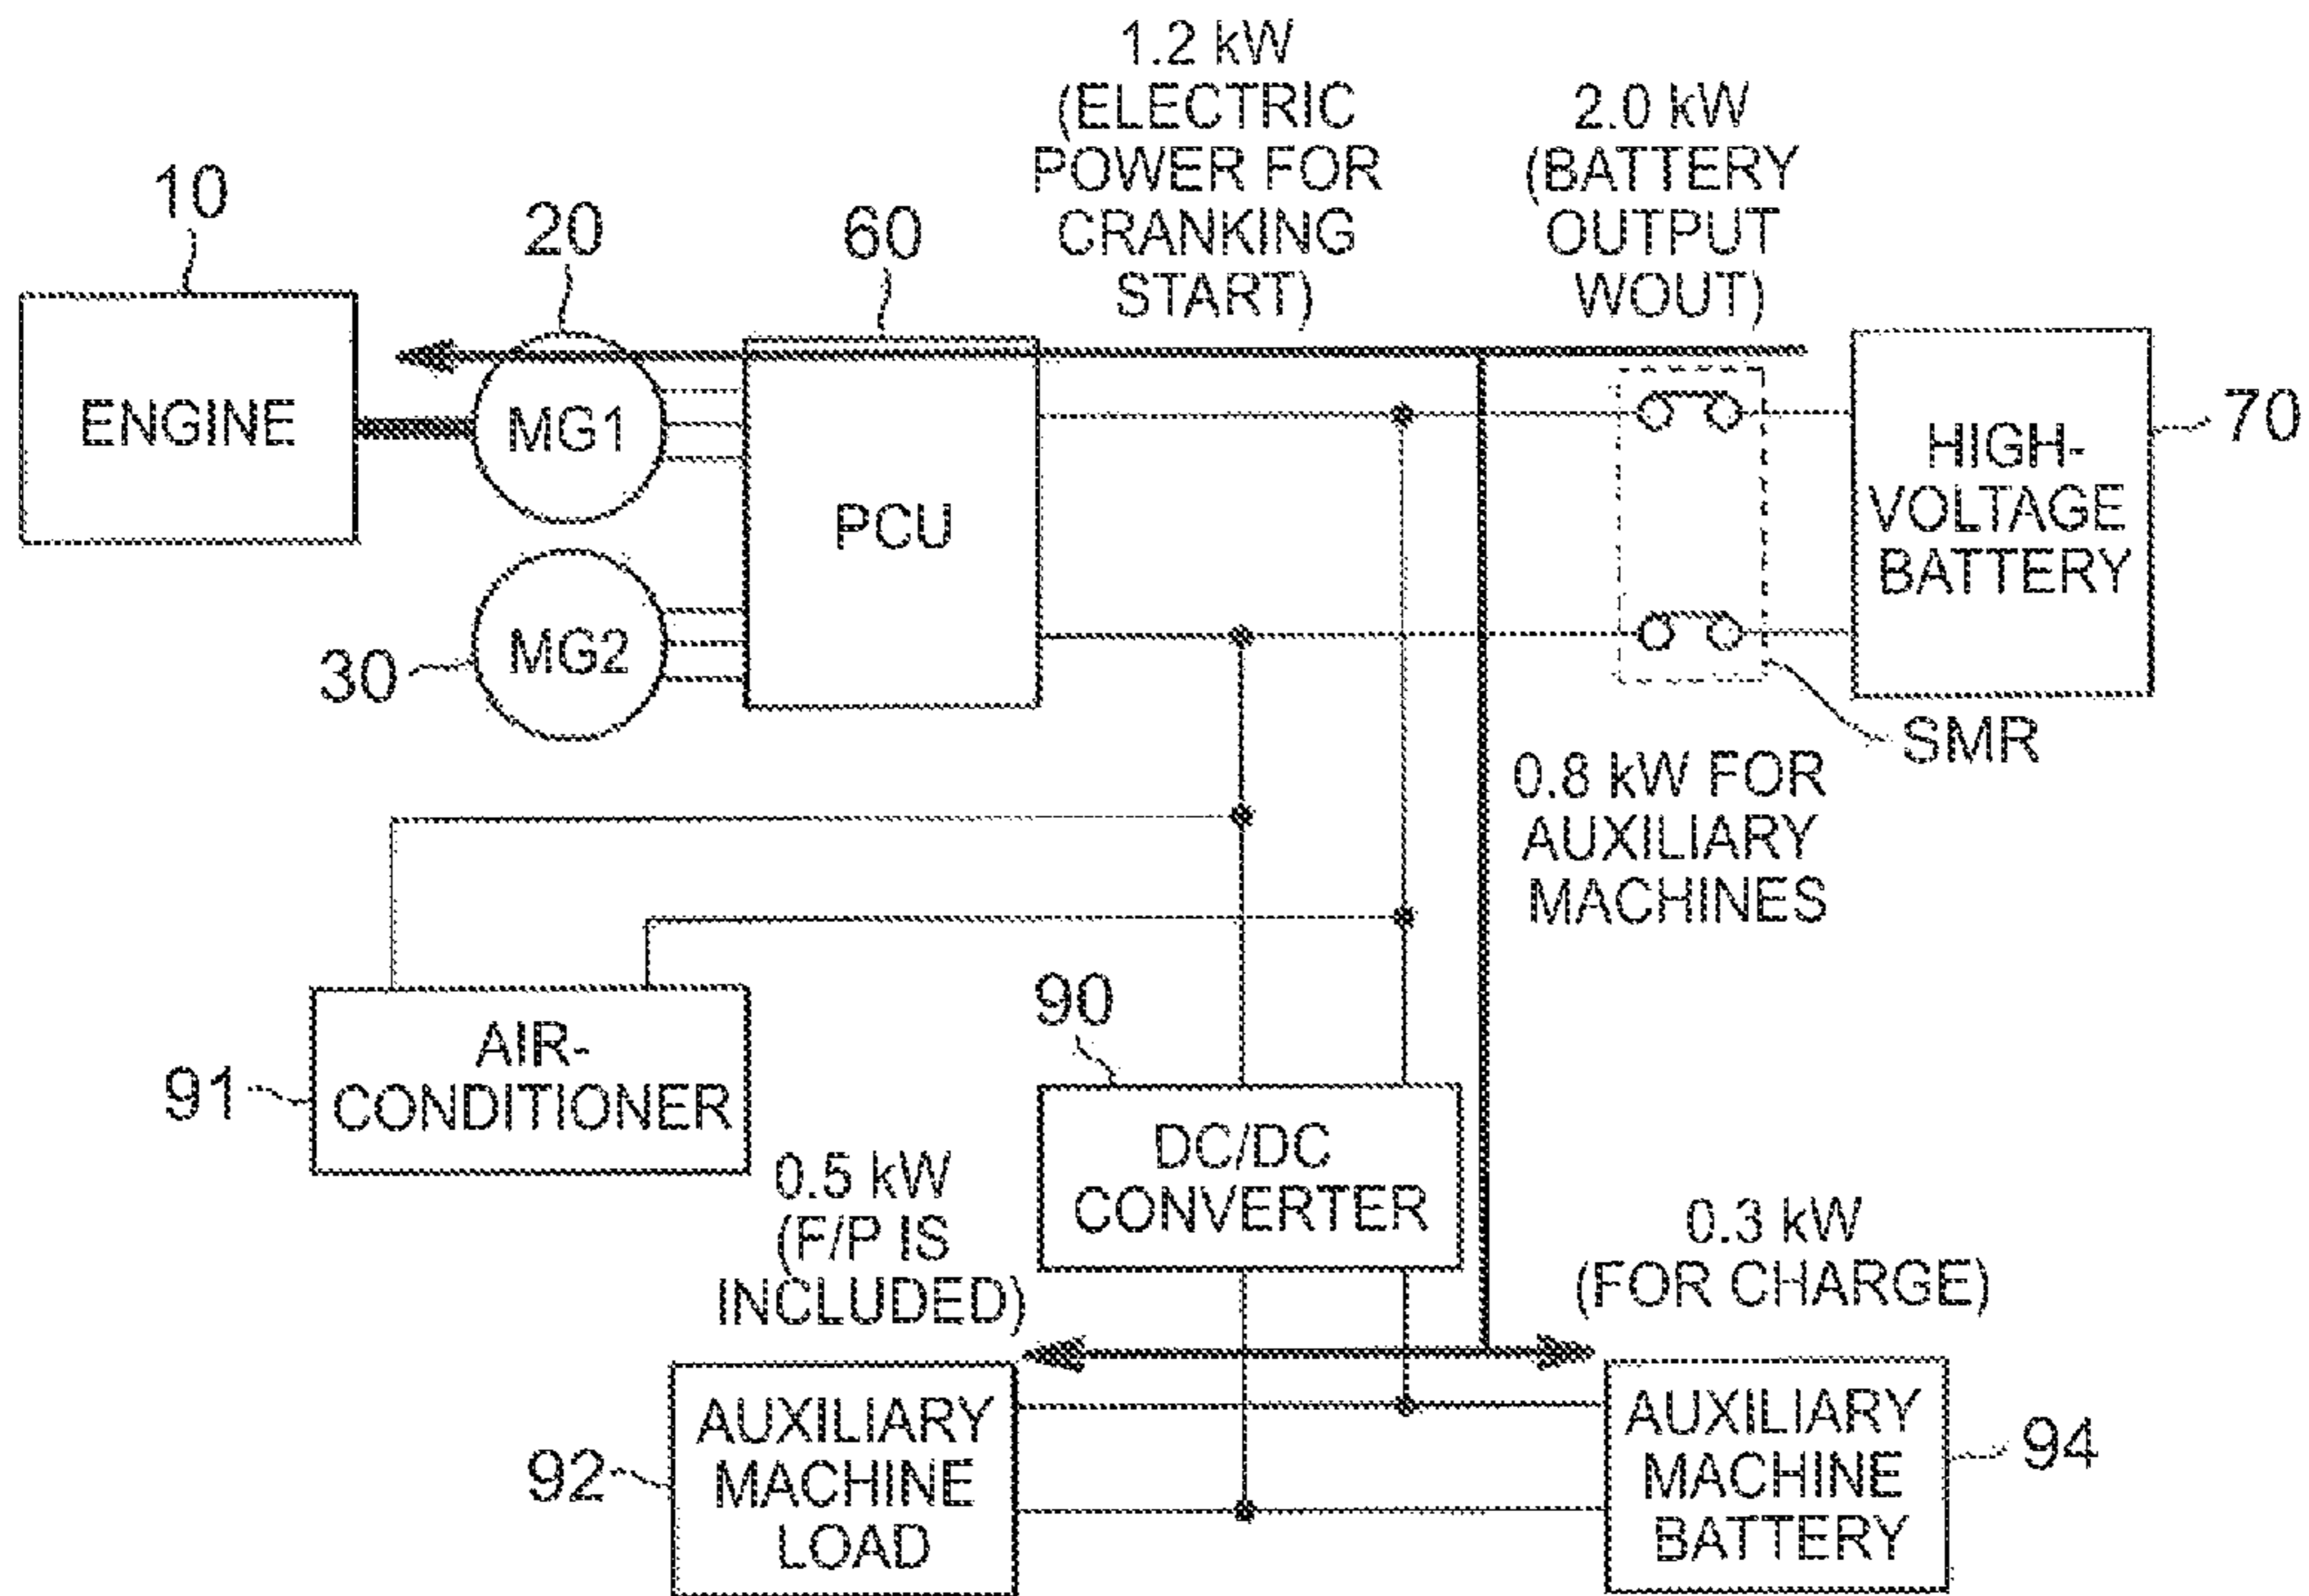 1.2 kW
(ELECTRIC
POWER FOR
CRANKING
START)
2.0 kW
(BATTERY
OUTPUT
WOUT)
10
20
60
ENGINE
MG1
PCU
HIGH-
VOLTAGE
BATTERY
70
MG2
30
SMR
0.8 kW FOR
AUXILIARY
MACHINES
90
AIR-
CONDITIONER
91
DC/DC
CONVERTER
0.5 kW
(F/P IS
INCLUDED)
0.3 kW
(FOR CHARGE)
AUXILIARY
MACHINE
LOAD
92
AUXILIARY
MACHINE
BATTERY
94